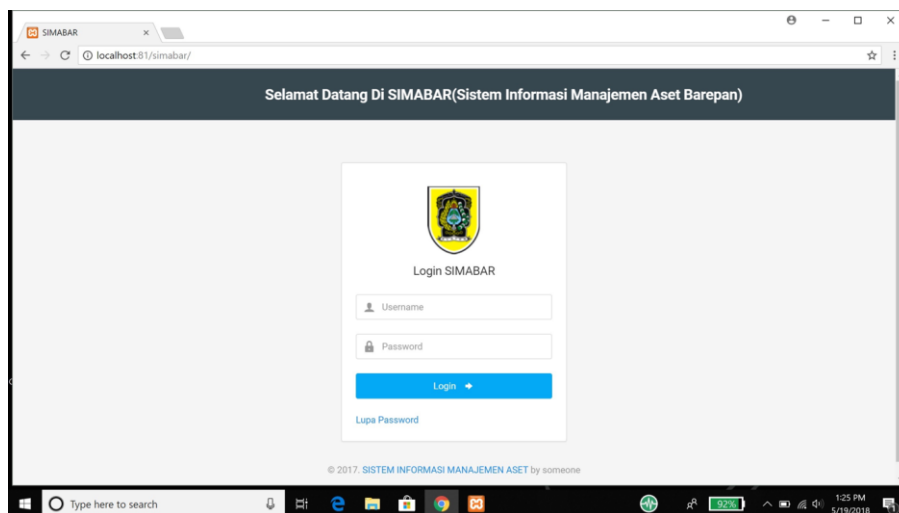 SIMABAR
localhost:81/simabar/
Selamat Datang Di SIMABAR(Sistem Informasi Manajemen Aset Barepan)
Login SIMABAR
Username
Password
Login
Lupa Password
© 2017. SISTEM INFORMASI MANAJEMEN ASET by someone
Type here to search
92%
1:25 PM
5/19/2018